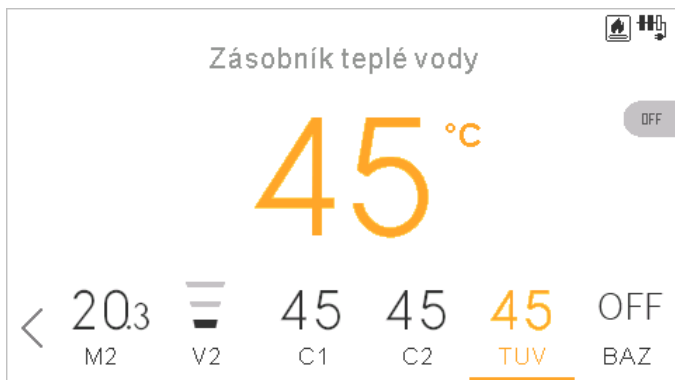 Zásobník teplé vody
45 °C
OFF
20.3 45 45 45 OFF
M2 V2 C1 C2 TUV BAZ